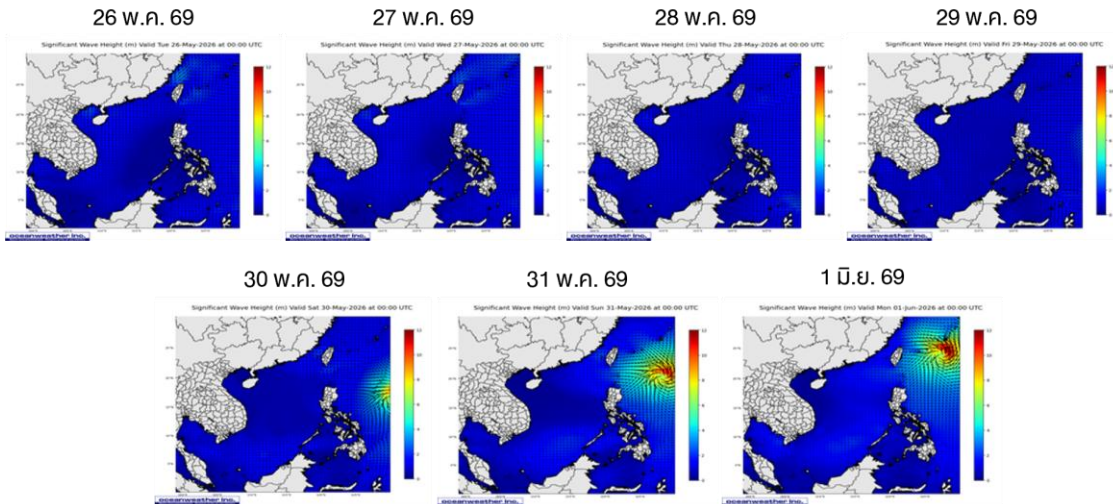 26 พ.ค. 69
Significant Wave Height (m) Valid Tue 26-May-2026 at 00:00 UTC
oceanweather inc.
27 พ.ค. 69
Significant Wave Height (m) Valid Wed 27-May-2026 at 00:00 UTC
oceanweather inc.
28 พ.ค. 69
Significant Wave Height (m) Valid Thu 28-May-2026 at 00:00 UTC
oceanweather inc.
29 พ.ค. 69
Significant Wave Height (m) Valid Fri 29-May-2026 at 00:00 UTC
oceanweather inc.
30 พ.ค. 69
Significant Wave Height (m) Valid Sat 30-May-2026 at 00:00 UTC
oceanweather inc.
31 พ.ค. 69
Significant Wave Height (m) Valid Sun 31-May-2026 at 00:00 UTC
oceanweather inc.
1 มิ.ย. 69
Significant Wave Height (m) Valid Mon 01-Jun-2026 at 00:00 UTC
oceanweather inc.